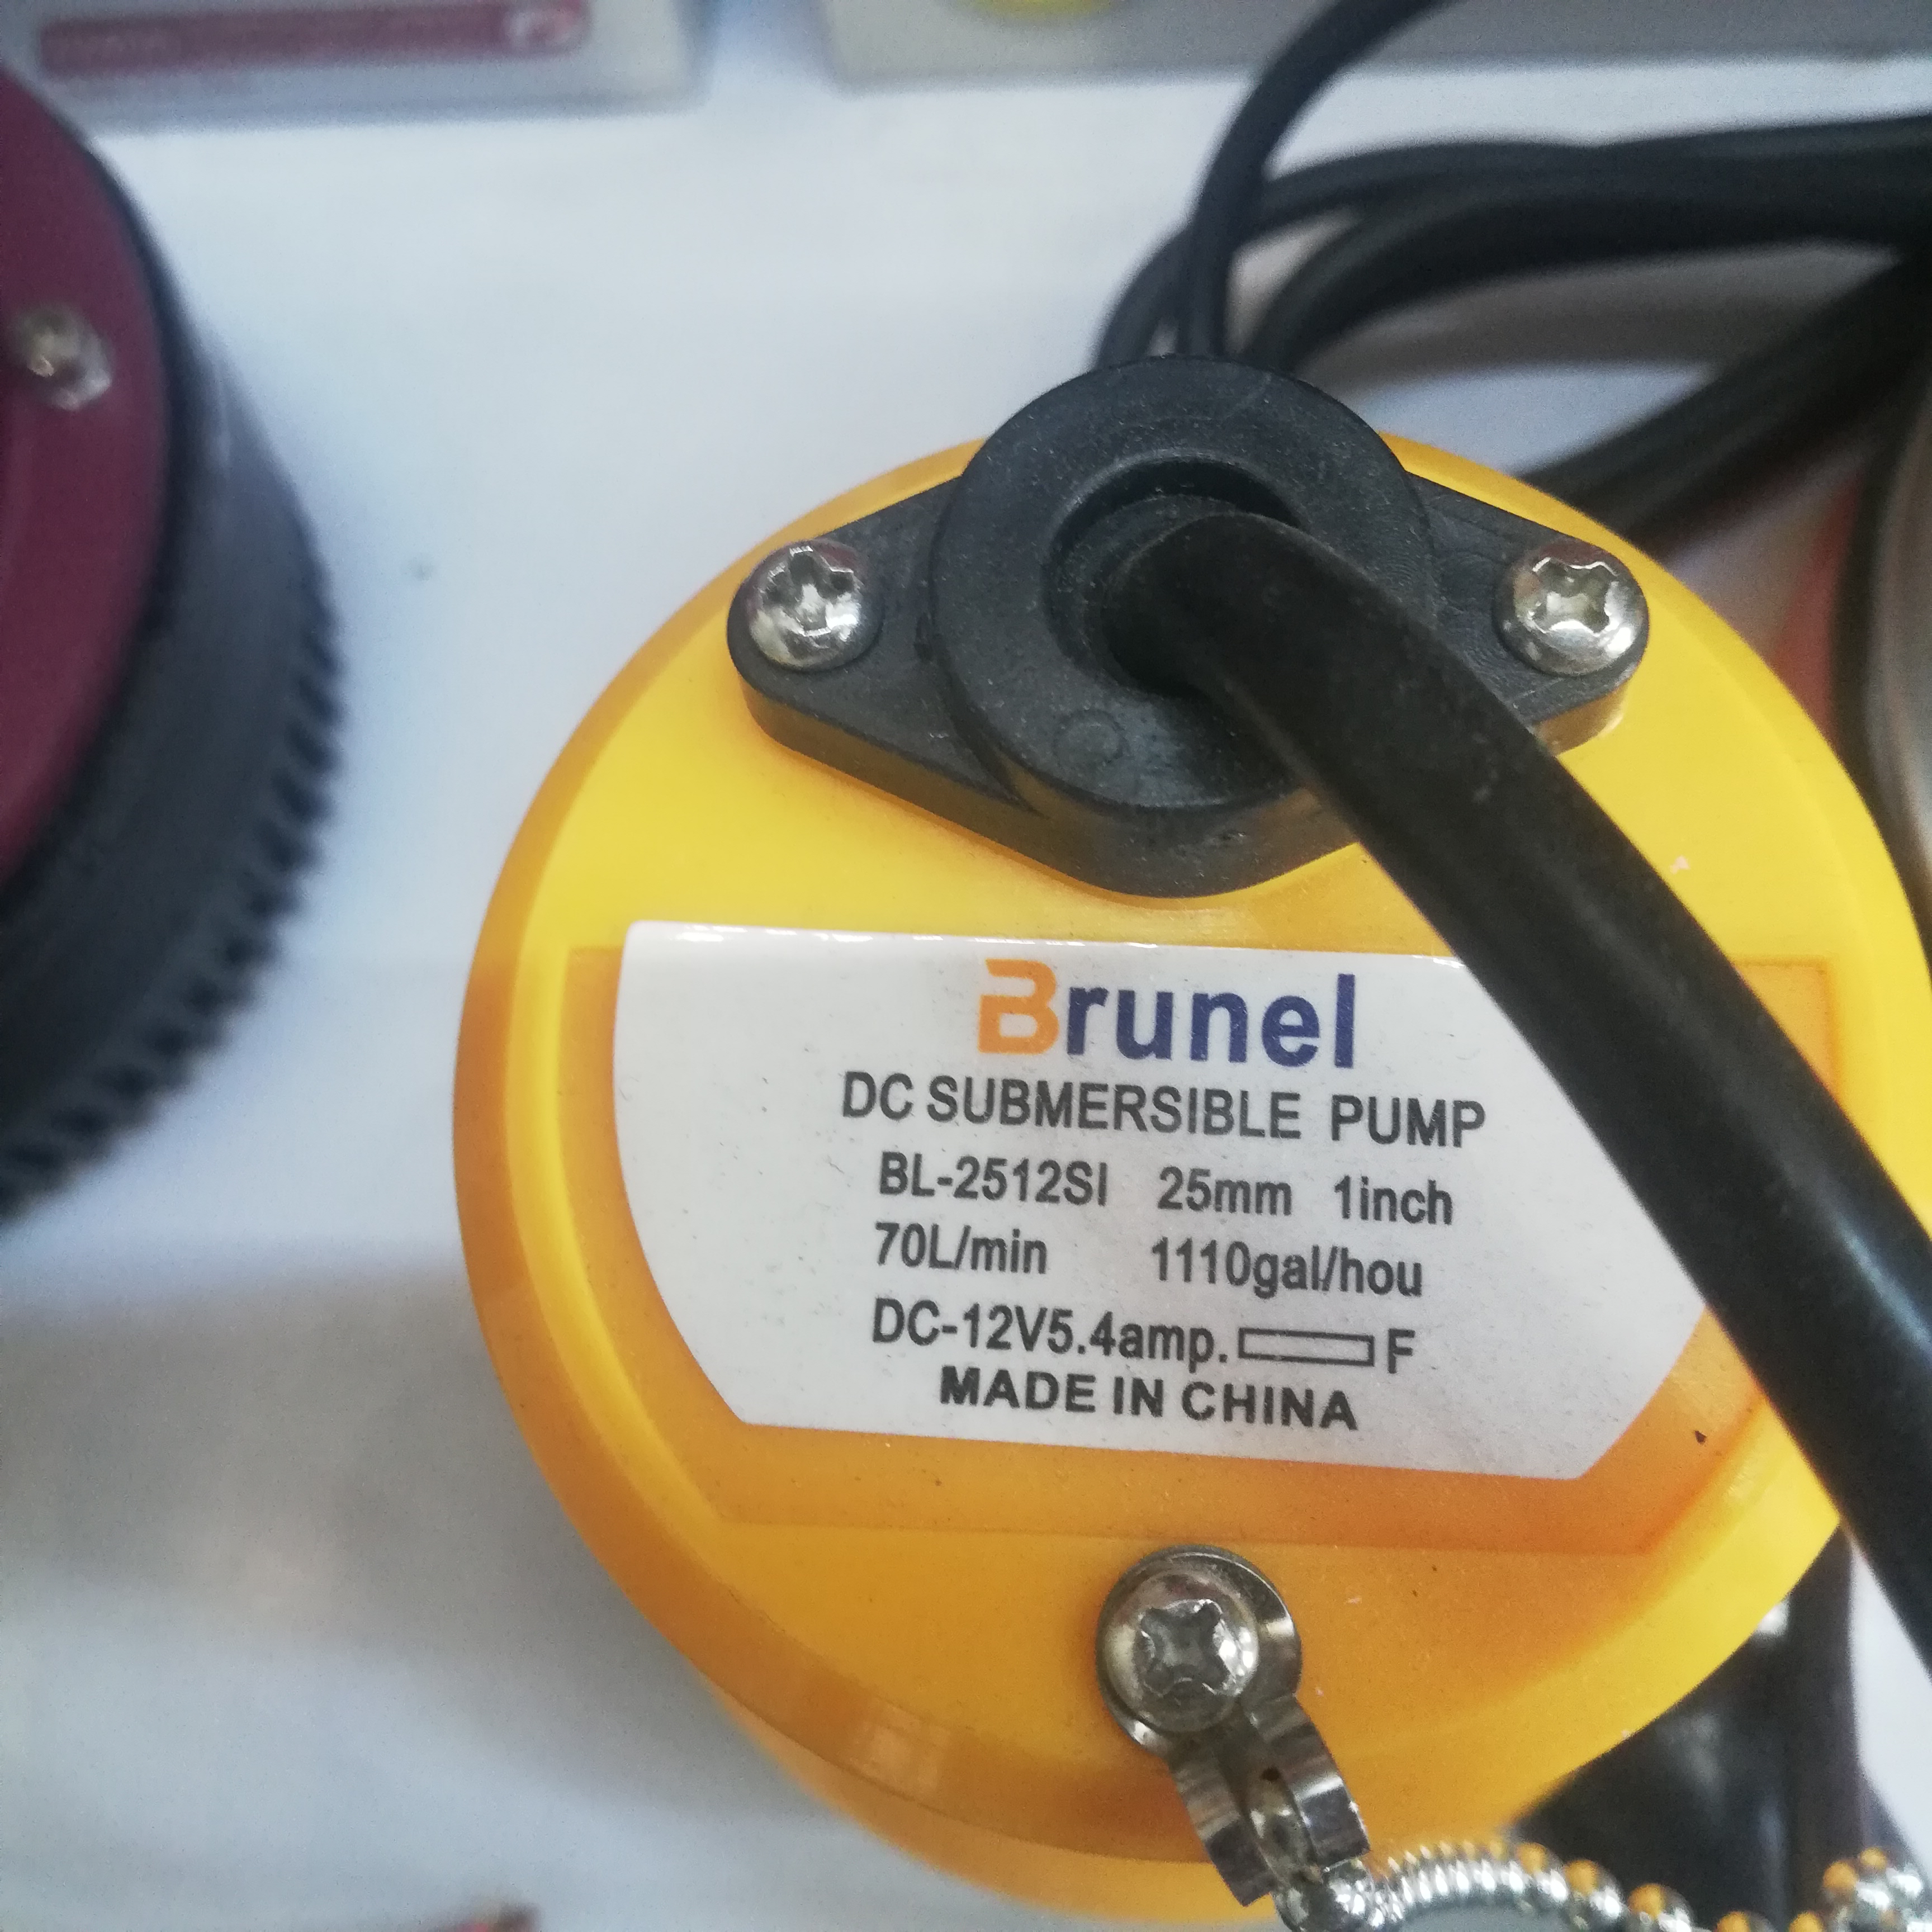 Brunel
DC SUBMERSIBLE PUMP
BL-2512SI 25mm 1inch
70L/min 1110gal/hou
DC-12V5.4amp. F
MADE IN CHINA